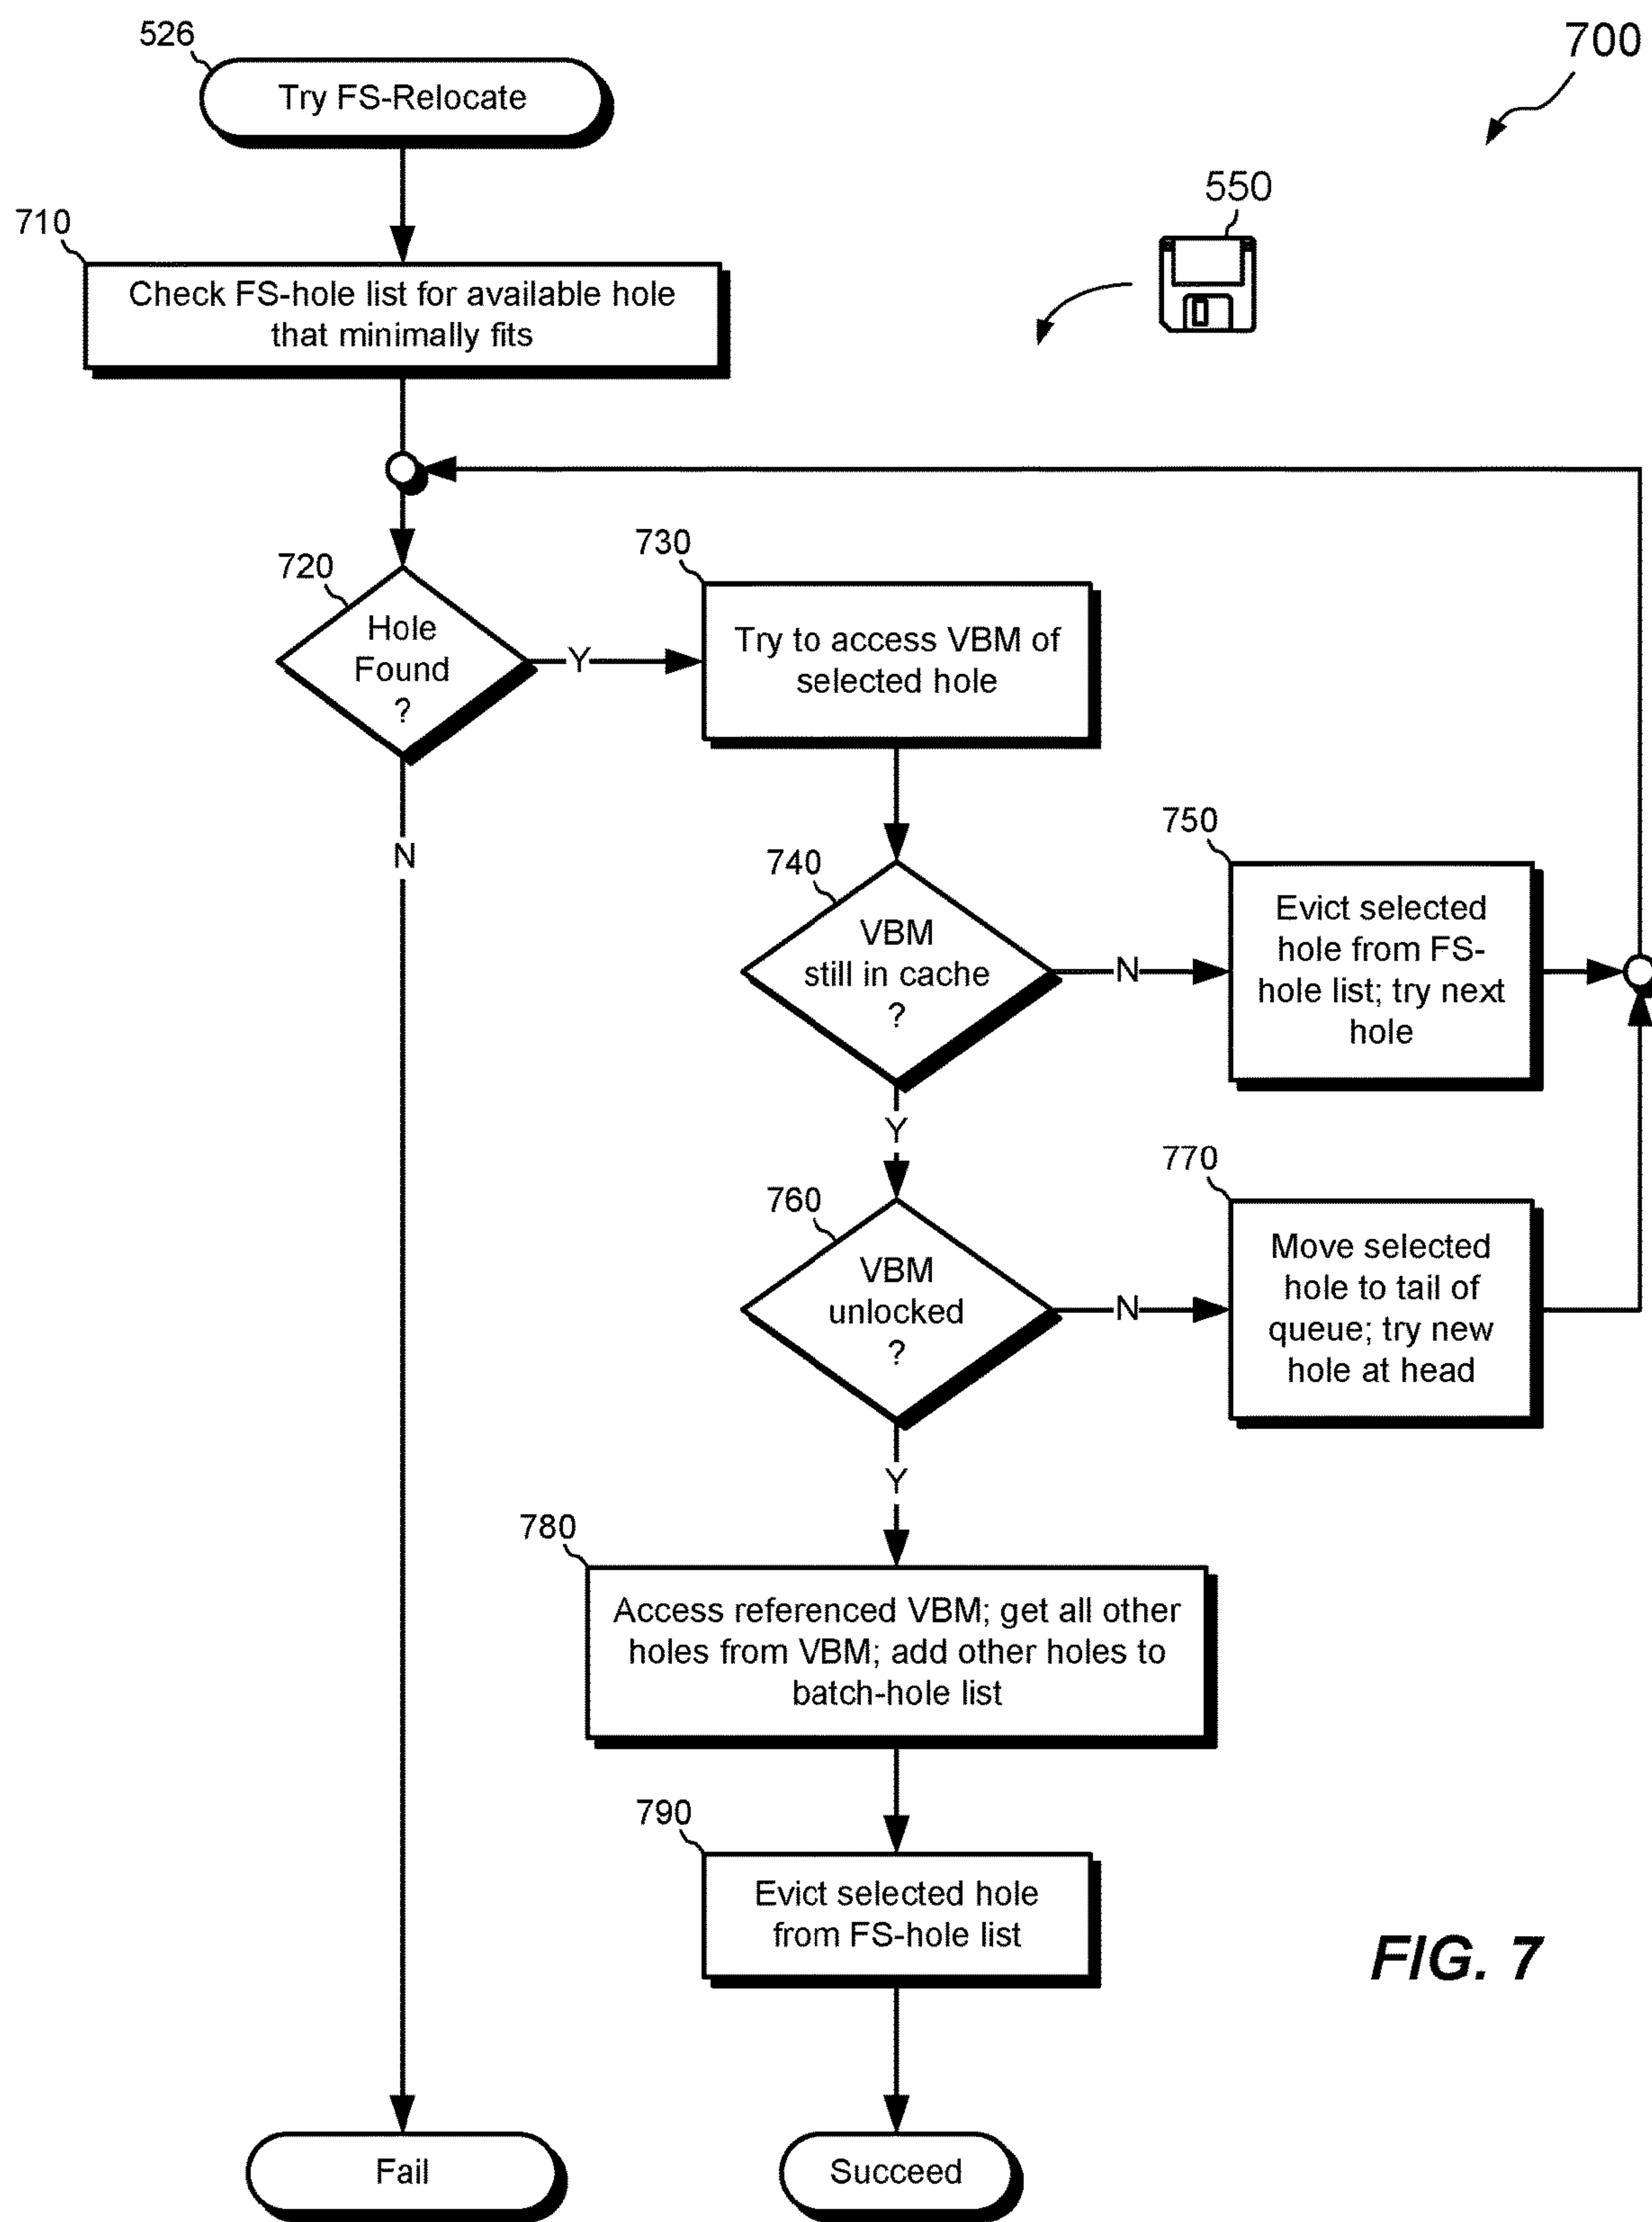 526
700
Try FS-Relocate
550
710
Check FS-hole list for available hole
that minimally fits
720
730
Hole
Found
?
Y
Try to access VBM of
selected hole
N
740
750
VBM
still in cache
?
N
Evict selected
hole from FS-
hole list; try next
hole
Y
760
770
VBM
unlocked
?
N
Move selected
hole to tail of
queue; try new
hole at head
Y
780
Access referenced VBM; get all other
holes from VBM; add other holes to
batch-hole list
790
Evict selected hole
from FS-hole list
FIG. 7
Fail
Succeed